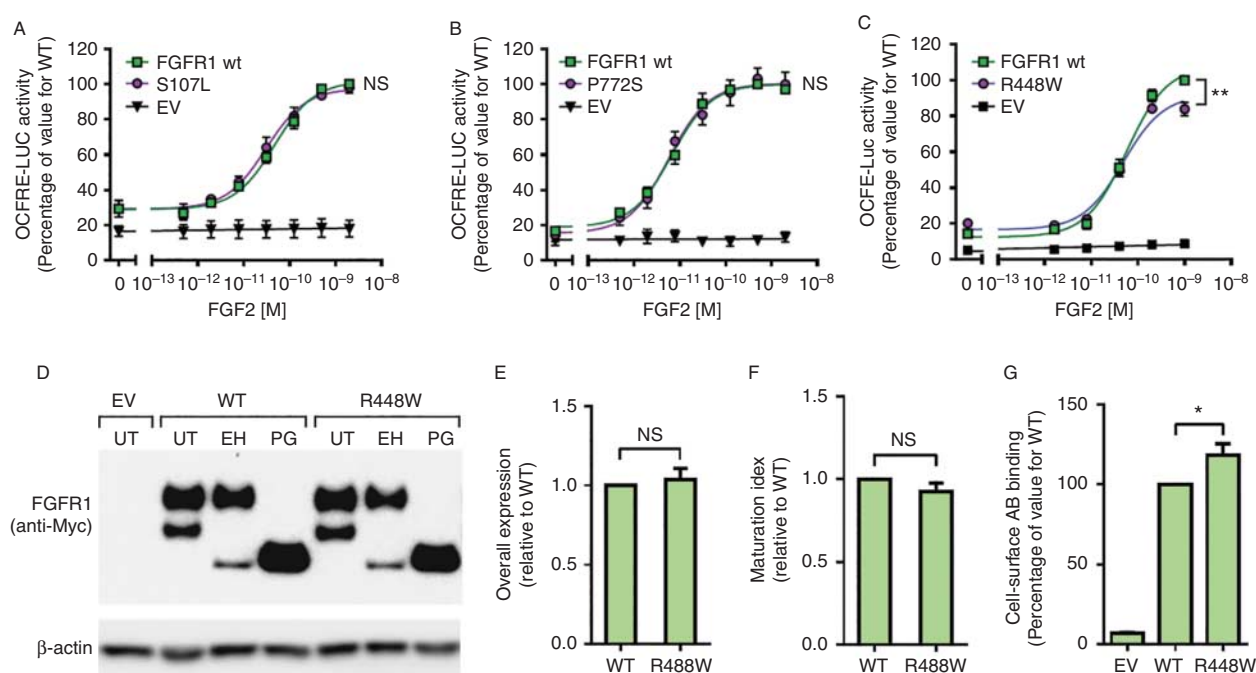 A
OCFRE-LUC activity
(Percentage of value for WT)
120
100
80
60
40
20
0
FGFR1 wt
S107L
EV
NS
0 10⁻¹³ 10⁻¹² 10⁻¹¹ 10⁻¹⁰ 10⁻⁹ 10⁻⁸
FGF2 [M]
B
OCFRE-LUC activity
(Percentage of value for WT)
120
100
80
60
40
20
0
FGFR1 wt
P772S
EV
NS
0 10⁻¹³ 10⁻¹² 10⁻¹¹ 10⁻¹⁰ 10⁻⁹ 10⁻⁸
FGF2 [M]
C
OCFE-Luc activity
(Percentage of value for WT)
120
100
80
60
40
20
0
FGFR1 wt
R448W
EV
**
0 10⁻¹³ 10⁻¹² 10⁻¹¹ 10⁻¹⁰ 10⁻⁹ 10⁻⁸
FGF2 [M]
D
EV WT R448W
UT UT EH PG UT EH PG
FGFR1
(anti-Myc)
β-actin
E
Overall expression
(relative to WT)
1.5
1.0
0.5
0.0
NS
WT R488W
F
Maturation idex
(relative to WT)
1.5
1.0
0.5
0.0
NS
WT R488W
G
Cell-surface AB binding
(Percentage of value for WT)
150
100
50
0
*
EV WT R448W